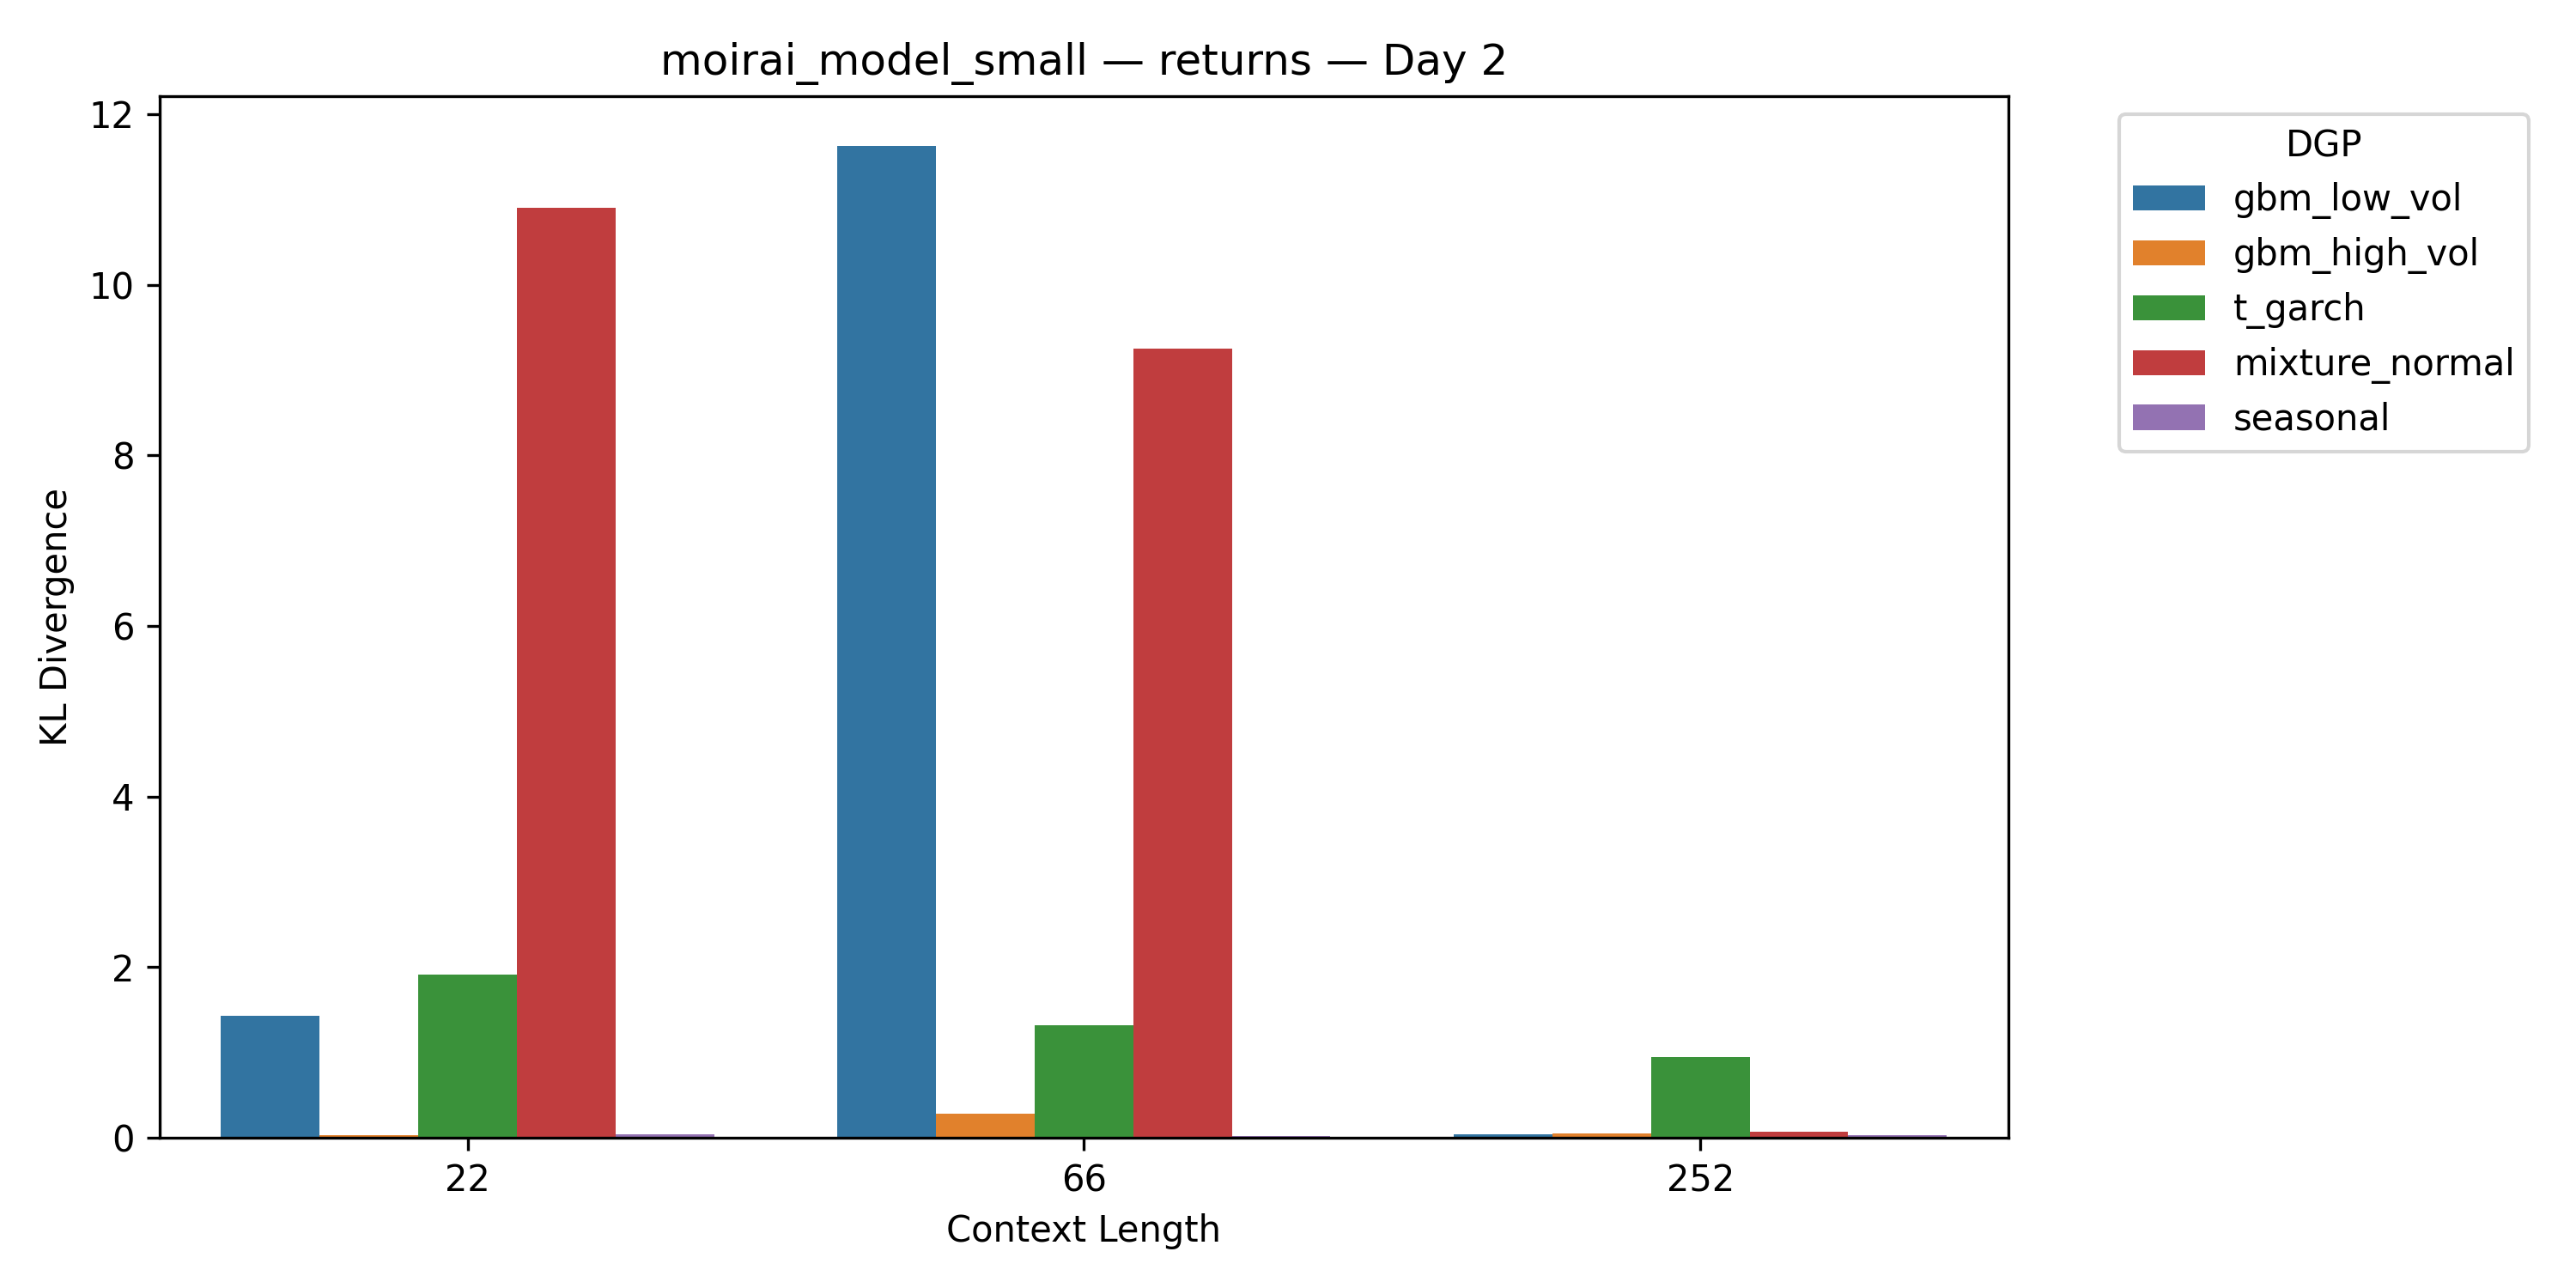 moirai_model_small — returns — Day 2
KL Divergence
12
10
8
6
4
2
0
22
66
252
Context Length
DGP
gbm_low_vol
gbm_high_vol
t_garch
mixture_normal
seasonal